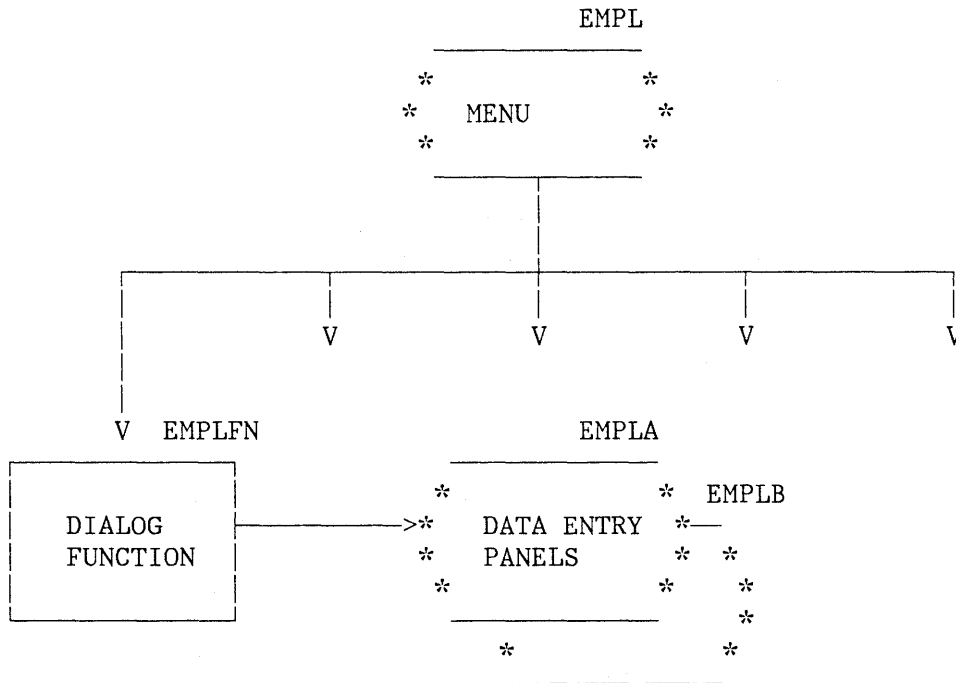 EMPL
MENU
V V V V
V EMPLFN EMPLA
EMPLB
DIALOG DATA ENTRY
FUNCTION PANELS